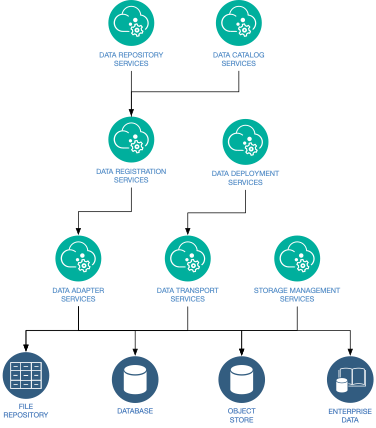 DATA REPOSITORY
SERVICES
DATA CATALOG
SERVICES
DATA REGISTRATION
SERVICES
DATA DEPLOYMENT
SERVICES
DATA ADAPTER
SERVICES
DATA TRANSPORT
SERVICES
STORAGE MANAGEMENT
SERVICES
FILE
REPOSITORY
DATABASE
OBJECT
STORE
ENTERPRISE
DATA